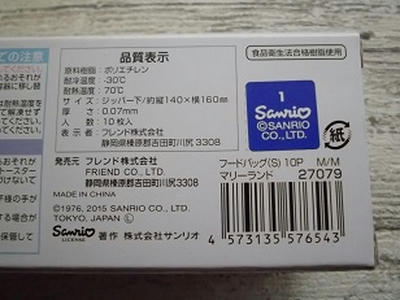 ての注意
品質表示
原料樹脂：ポリエチレン
耐冷温度：-30℃
耐熱温度：70℃
サイズ：ジッパー下/約縦140×横160mm
厚さ：0.07mm
入数：10枚入
表示者：フレンド株式会社
静岡県榛原郡吉田町川尻3308
食品衛生法合格樹脂使用
1
Sanrio
©SANRIO
CO.,LTD.
紙
発売元 フレンド株式会社
FRIEND CO.,LTD.
静岡県榛原郡吉田町川尻3308
MADE IN CHINA
フードバッグ(S) 10P M/M
マリーランド 27079
©1976, 2015 SANRIO CO., LTD.
TOKYO, JAPAN Ⓛ
Sanrio
LICENSE
著作 株式会社サンリオ
4 573135 576543